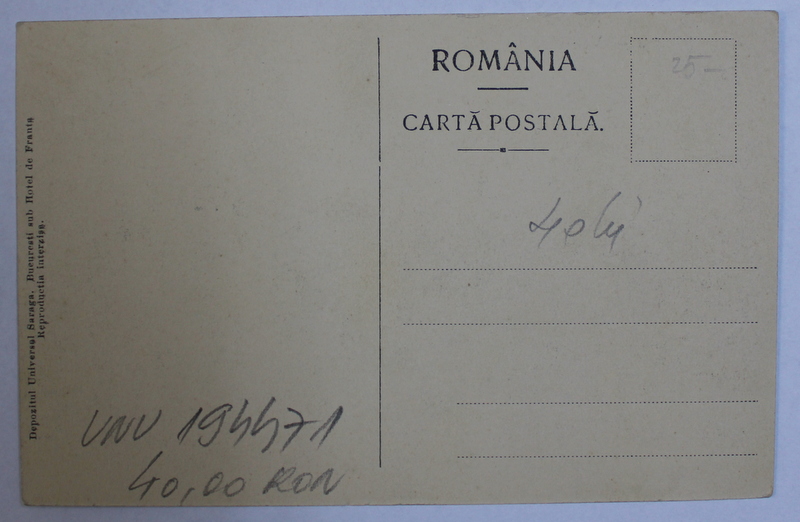 Depozitul Universul Saraga. Bucuresti sub Hotel de Franta
Reproductia interzisa.
ROMÂNIA
CARTĂ POSTALĂ.
25-
40 lei
UNU 194471
40,00 RON